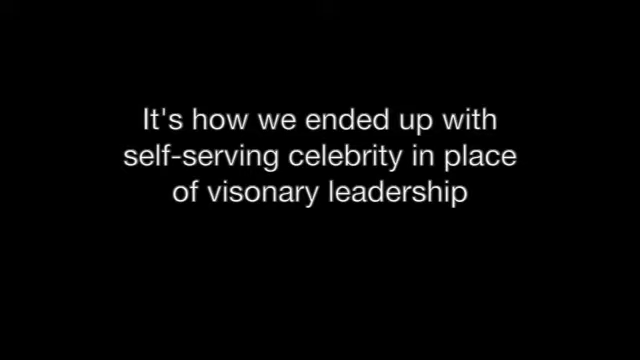 It's how we ended up with
self-serving celebrity in place
of visonary leadership